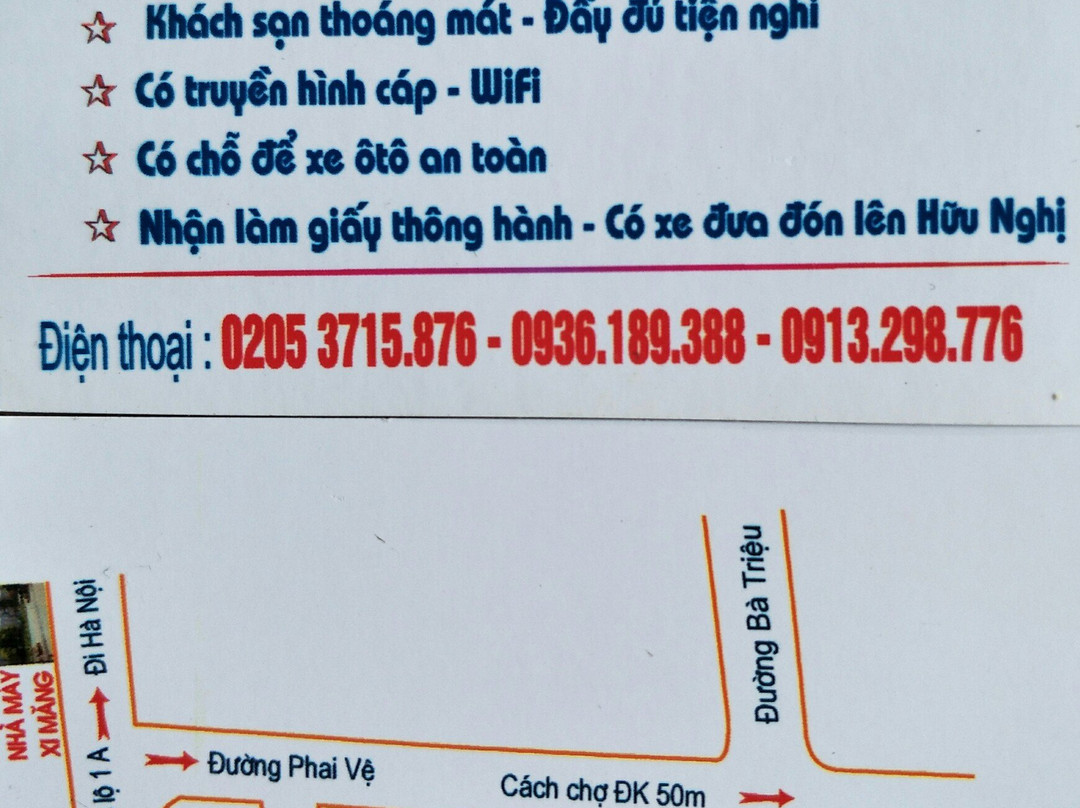 Khách sạn thoáng mát - Đầy đủ tiện nghi
Có truyền hình cáp - WiFi
Có chỗ để xe ôtô an toàn
Nhận làm giấy thông hành - Có xe đưa đón lên Hữu Nghị
Điện thoại : 0205 3715.876 - 0936.189.388 - 0913.298.776
Đường Bà Triệu
Đi Hà Nội
NHÀ MÁY
XI MĂNG
lộ 1 A
Đường Phai Vệ
Cách chợ ĐK 50m